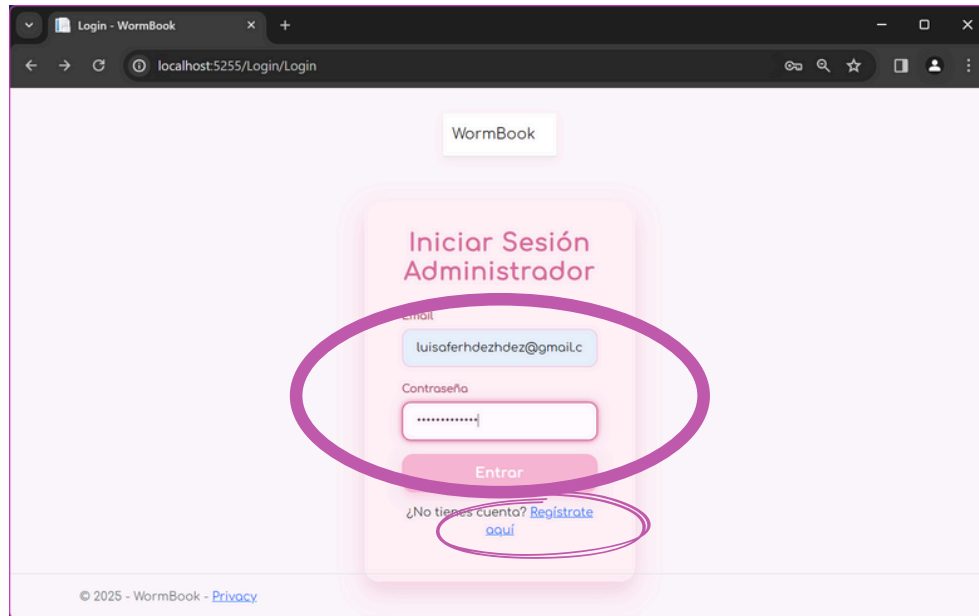 Login - WormBook
localhost:5255/Login/Login
WormBook
Iniciar Sesión
Administrador
Email
luisaferhdezhdez@gmail.c
Contraseña
•••••••••••••
Entrar
¿No tienes cuenta? Regístrate
aquí
© 2025 - WormBook - Privacy